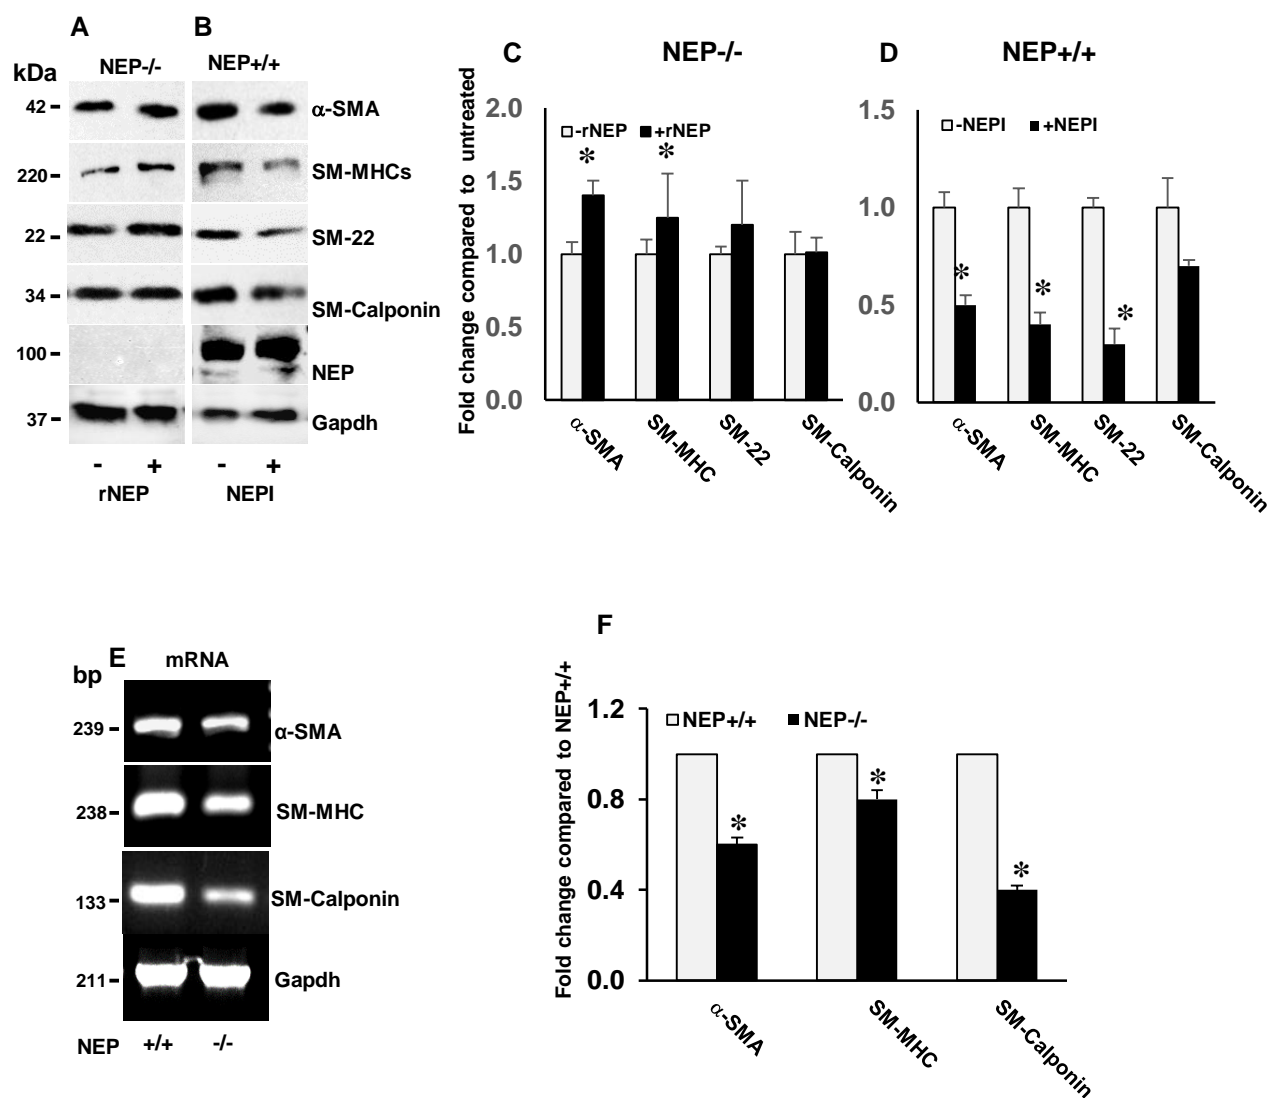 A
B
kDa
NEP-/-
NEP+/+
42
α-SMA
220
SM-MHCs
22
SM-22
34
SM-Calponin
100
NEP
37
Gapdh
- +
- +
rNEP
NEPI
C
NEP-/-
Fold change compared to untreated
2.0
1.5
1.0
0.5
0.0
-rNEP
+rNEP
*
*
α-SMA
SM-MHC
SM-22
SM-Calponin
D
NEP+/+
1.5
1.0
0.5
0.0
-NEPI
+NEPI
*
*
*
α-SMA
SM-MHC
SM-22
SM-Calponin
E
mRNA
bp
239
α-SMA
238
SM-MHC
133
SM-Calponin
211
Gapdh
NEP +/+ -/-
F
Fold change compared to NEP+/+
1.2
0.8
0.4
0.0
NEP+/+
NEP-/-
*
*
*
α-SMA
SM-MHC
SM-Calponin